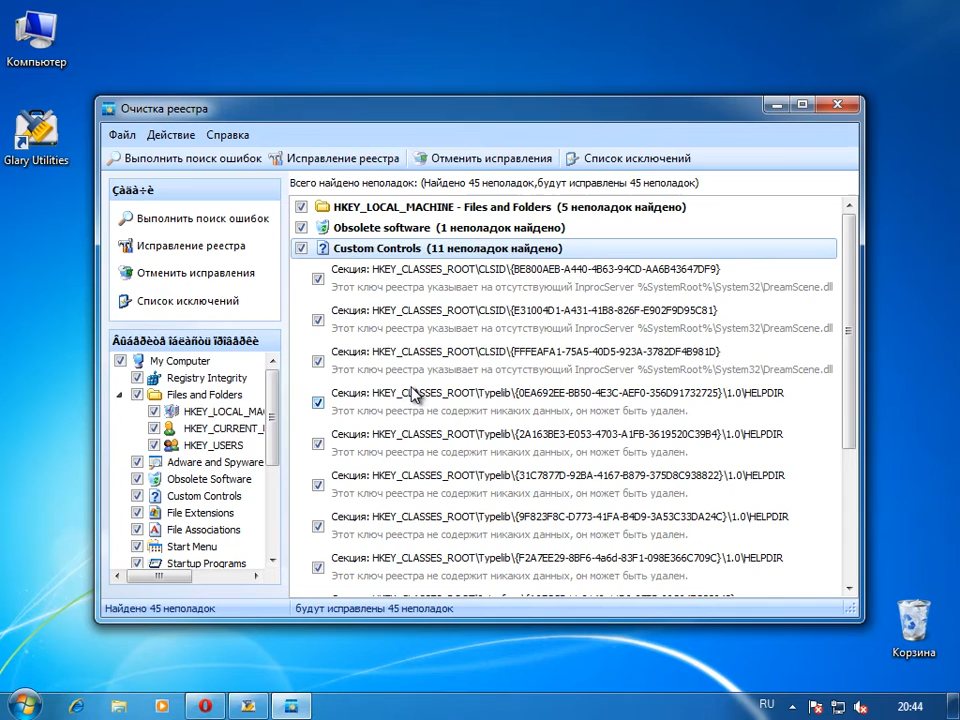 Компьютер
Glary Utilities
Очистка реестра
Файл Действие Справка
Выполнить поиск ошибок Исправление реестра Отменить исправления Список исключений
Çàäà÷è
Выполнить поиск ошибок
Исправление реестра
Отменить исправления
Список исключений
Âûáåðèòå îáëàñòü ïðîâåðêè
My Computer
Registry Integrity
Files and Folders
HKEY_LOCAL_MA
HKEY_CURRENT_
HKEY_USERS
Adware and Spyware
Obsolete Software
Custom Controls
File Extensions
File Associations
Start Menu
Startup Programs
Всего найдено неполадок: (Найдено 45 неполадок,будут исправлены 45 неполадок)
HKEY_LOCAL_MACHINE - Files and Folders (5 неполадок найдено)
Obsolete software (1 неполадок найдено)
Custom Controls (11 неполадок найдено)
Секция: HKEY_CLASSES_ROOT\CLSID\{BE800AEB-A440-4B63-94CD-AA6B43647DF9}
Этот ключ реестра указывает на отсутствующий InprocServer %SystemRoot%\System32\DreamScene.dll
Секция: HKEY_CLASSES_ROOT\CLSID\{E31004D1-A431-41B8-826F-E902F9D95C81}
Этот ключ реестра указывает на отсутствующий InprocServer %SystemRoot%\System32\DreamScene.dll
Секция: HKEY_CLASSES_ROOT\CLSID\{FFFEAFA1-75A5-40D5-923A-3782DF4B981D}
Этот ключ реестра указывает на отсутствующий InprocServer %SystemRoot%\System32\DreamScene.dll
Секция: HKEY_CLASSES_ROOT\Typelib\{0EA692EE-BB50-4E3C-AEF0-356D91732725}\1.0\HELPDIR
Этот ключ реестра не содержит никаких данных, он может быть удален.
Секция: HKEY_CLASSES_ROOT\Typelib\{2A163BE3-E053-4703-A1FB-3619520C39B4}\1.0\HELPDIR
Этот ключ реестра не содержит никаких данных, он может быть удален.
Секция: HKEY_CLASSES_ROOT\Typelib\{31C7877D-92BA-4167-B879-375D8C938822}\1.0\HELPDIR
Этот ключ реестра не содержит никаких данных, он может быть удален.
Секция: HKEY_CLASSES_ROOT\Typelib\{9F823F8C-D773-41FA-B4D9-3A53C33DA24C}\1.0\HELPDIR
Этот ключ реестра не содержит никаких данных, он может быть удален.
Секция: HKEY_CLASSES_ROOT\Typelib\{F2A7EE29-8BF6-4a6d-83F1-098E366C709C}\1.0\HELPDIR
Этот ключ реестра не содержит никаких данных, он может быть удален.
Найдено 45 неполадок
будут исправлены 45 неполадок
Корзина
RU
20:44